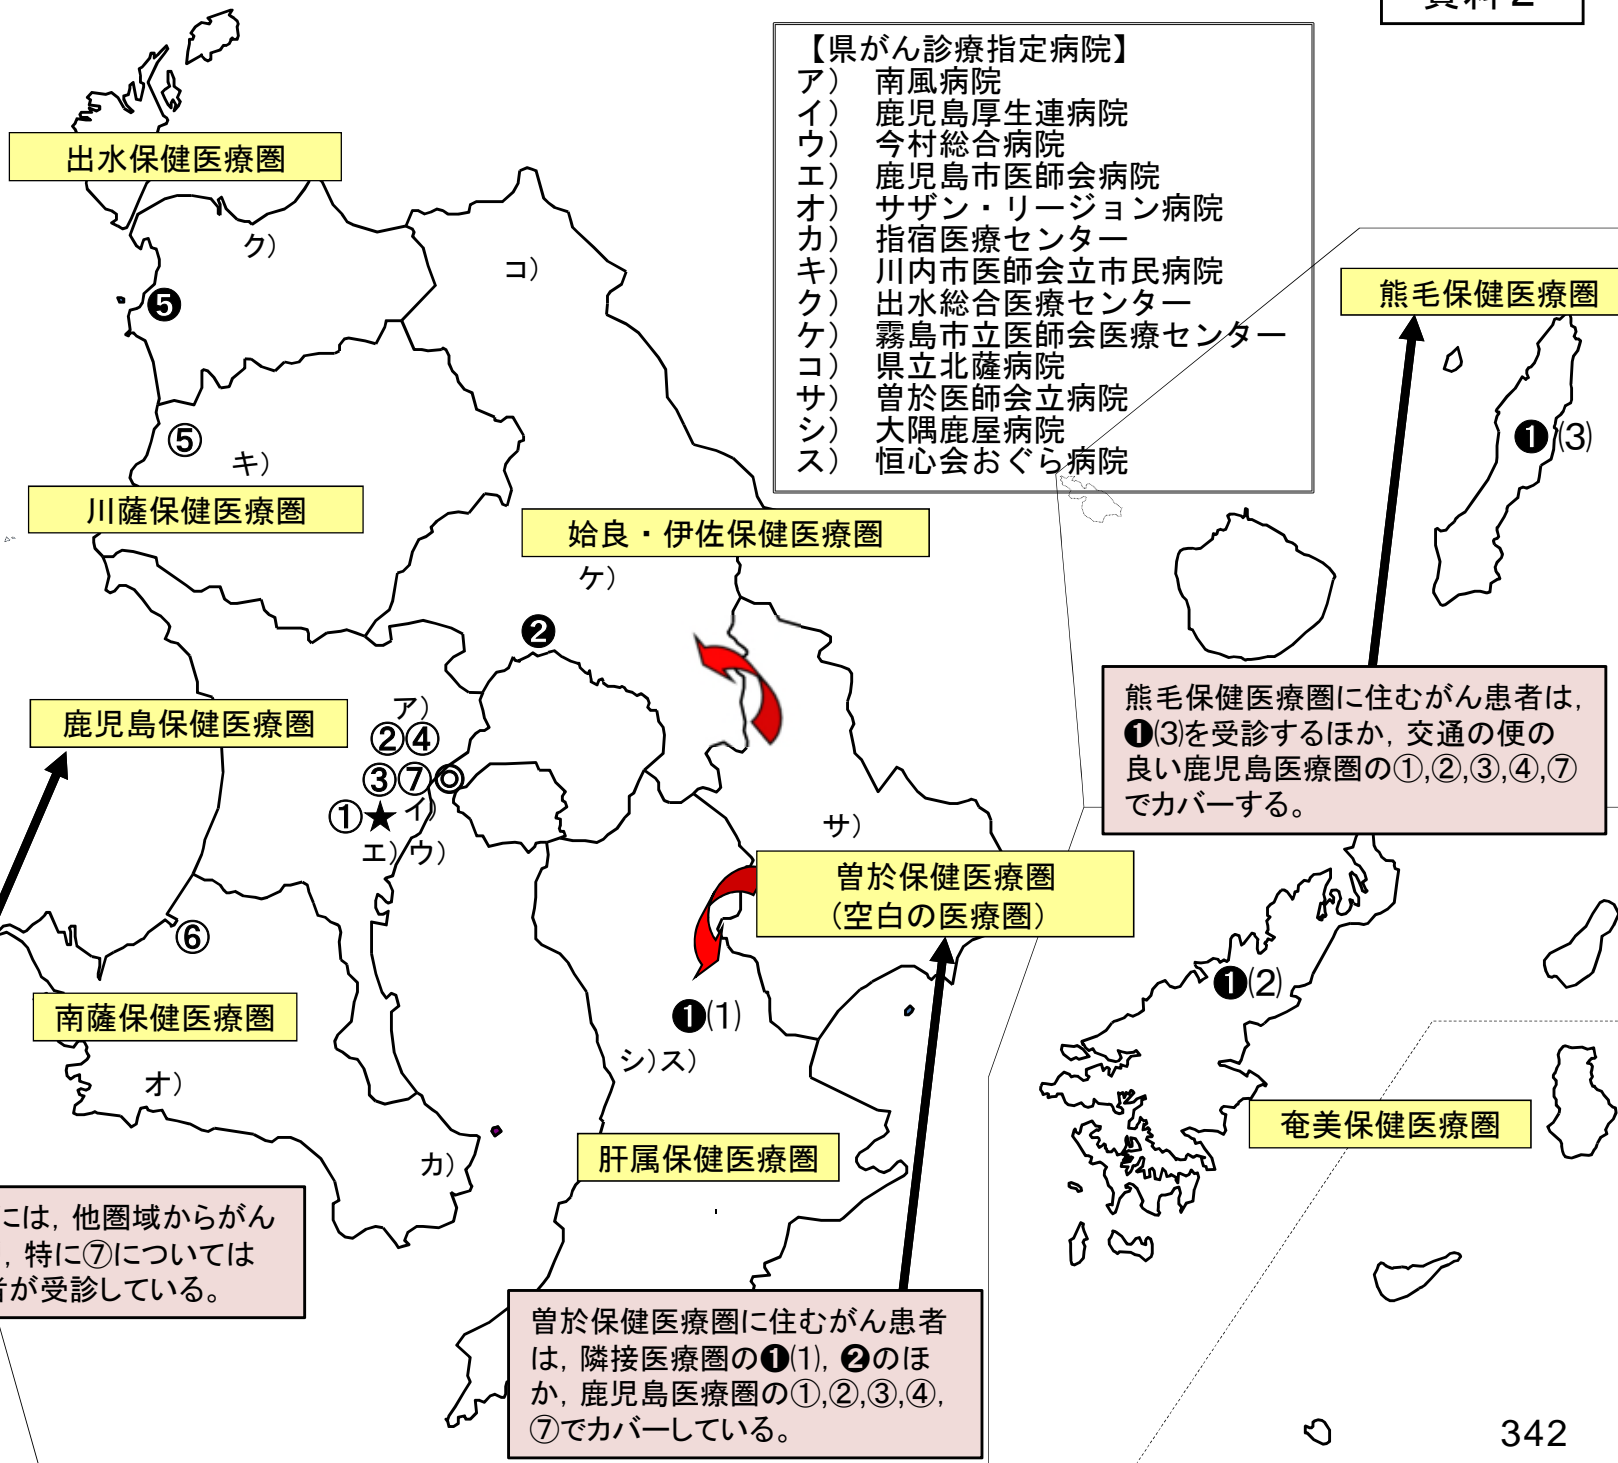 資料２
【県がん診療指定病院】
ア） 南風病院
イ） 鹿児島厚生連病院
ウ） 今村総合病院
エ） 鹿児島市医師会病院
オ） サザン・リージョン病院
カ） 指宿医療センター
キ） 川内市医師会立市民病院
ク） 出水総合医療センター
ケ） 霧島市立医師会医療センター
コ） 県立北薩病院
サ） 曽於医師会立病院
シ） 大隅鹿屋病院
ス） 恒心会おぐら病院
出水保健医療圏
ク）
コ）
❺
熊毛保健医療圏
❶(3)
⑤
キ）
川薩保健医療圏
姶良・伊佐保健医療圏
ケ）
❷
鹿児島保健医療圏
ア）
②④
③⑦◎
①★イ）
エ）ウ）
熊毛保健医療圏に住むがん患者は，
❶(3)を受診するほか，交通の便の
良い鹿児島医療圏の①,②,③,④,⑦
でカバーする。
サ）
曽於保健医療圏
（空白の医療圏）
⑥
❶(2)
南薩保健医療圏
❶(1)
シ）ス）
オ）
奄美保健医療圏
カ）
肝属保健医療圏
には，他圏域からがん
，特に⑦については
者が受診している。
曽於保健医療圏に住むがん患者
は，隣接医療圏の❶(1)，❷のほ
か，鹿児島医療圏の①,②,③,④,
⑦でカバーしている。
342